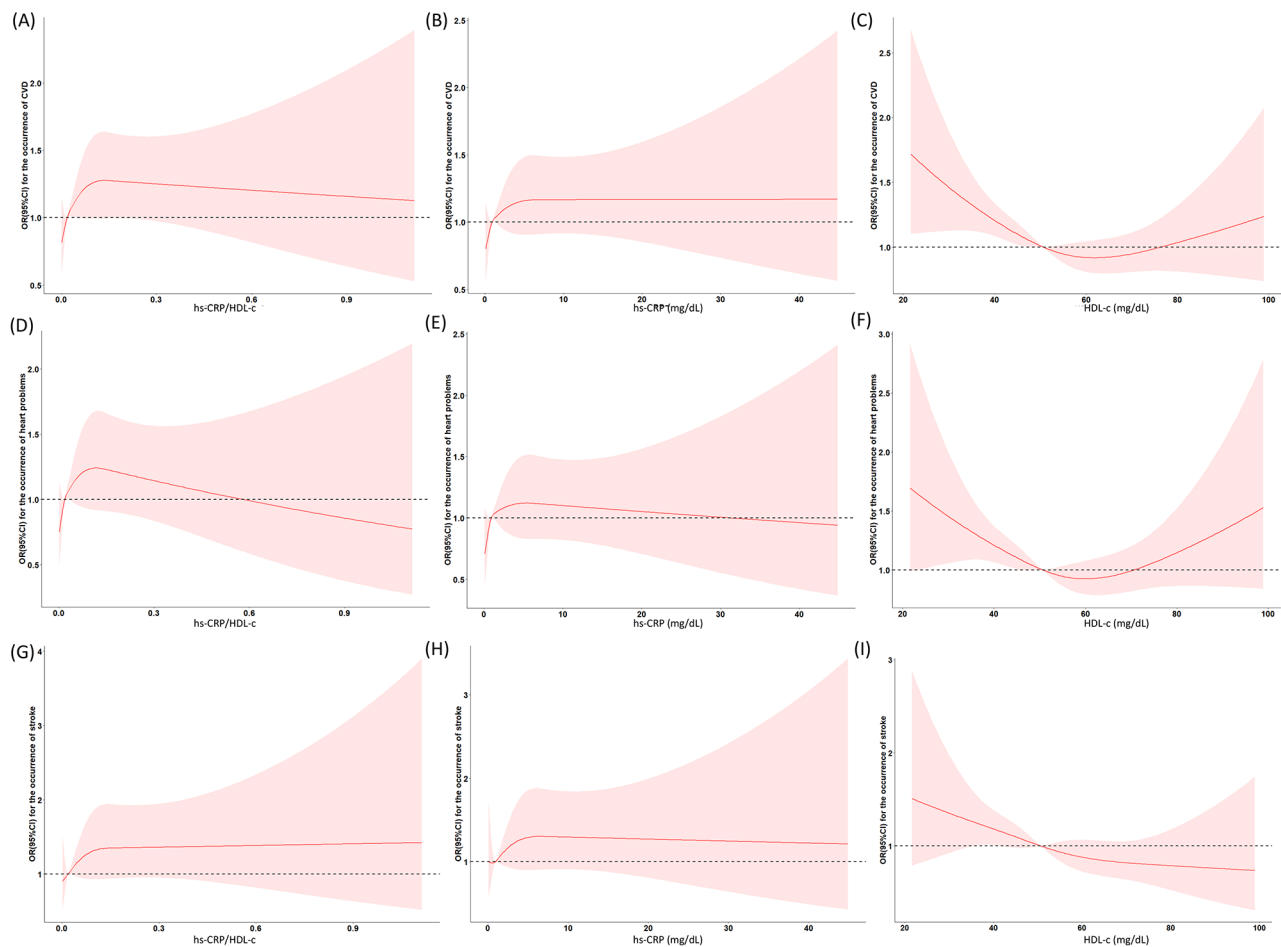 (A)
OR(95%CI) for the occurrence of CVD
2.0
1.5
1.0
0.5
0.0 0.3 0.6 0.9
hs-CRP/HDL-c
(B)
OR(95%CI) for the occurrence of CVD
2.5
2.0
1.5
1.0
0.5
0 10 20 30 40
hs-CRP (mg/dL)
(C)
OR(95%CI) for the occurrence of CVD
2.5
2.0
1.5
1.0
20 40 60 80 100
HDL-c (mg/dL)
(D)
OR(95%CI) for the occurrence of heart problems
2.0
1.5
1.0
0.5
0.0 0.3 0.6 0.9
hs-CRP/HDL-c
(E)
OR(95%CI) for the occurrence of heart problems
2.5
2.0
1.5
1.0
0.5
0 10 20 30 40
hs-CRP (mg/dL)
(F)
OR(95%CI) for the occurrence of heart problems
3.0
2.5
2.0
1.5
1.0
20 40 60 80 100
HDL-c (mg/dL)
(G)
OR(95%CI) for the occurrence of stroke
4
3
2
1
0.0 0.3 0.6 0.9
hs-CRP/HDL-c
(H)
OR(95%CI) for the occurrence of stroke
3
2
1
0 10 20 30 40
hs-CRP (mg/dL)
(I)
OR(95%CI) for the occurrence of stroke
3
2
1
20 40 60 80 100
HDL-c (mg/dL)